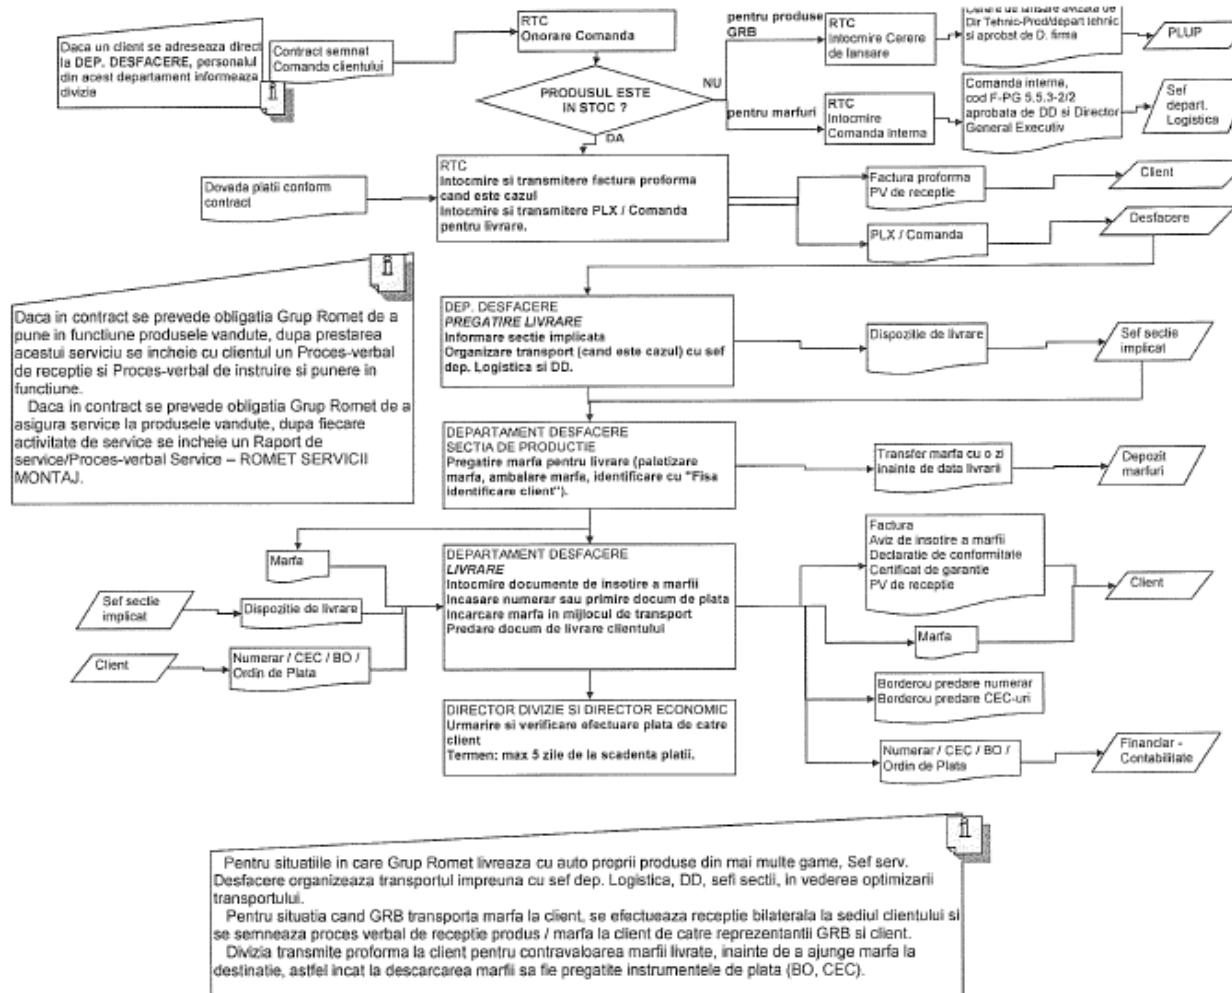 Daca un client se adreseaza direct
la DEP. DESFACERE, personalul
din acest departament informeaza
divizia
Contract semnat
Comanda clientului
RTC
Onorare Comanda
PRODUSUL ESTE
IN STOC ?
NU
DA
pentru produse
GRB
pentru marfuri
RTC
Intocmire Cerere
de lansare
Cerere de lansare avizata de
Dir Tehnic-Prod/depart tehnic
si aprobat de D. firma
PLUP
RTC
Intocmire
Comanda Interna
Comanda interna,
cod F-PG 5.5.3-2/2
aprobata de DD si Director
General Executiv
Sef
depart.
Logistica
Dovada platii conform
contract
RTC
Intocmire si transmitere factura proforma
cand este cazul
Intocmire si transmitere PLX / Comanda
pentru livrare.
Factura proforma
PV de receptie
Client
PLX / Comanda
Desfacere
Daca in contract se prevede obligatia Grup Romet de a
pune in functiune produsele vandute, dupa prestarea
acestui serviciu se incheie cu clientul un Proces-verbal
de receptie si Proces-verbal de instruire si punere in
functiune.
Daca in contract se prevede obligatia Grup Romet de a
asigura service la produsele vandute, dupa fiecare
activitate de service se incheie un Raport de
service/Proces-verbal Service – ROMET SERVICII
MONTAJ.
DEP. DESFACERE
PREGATIRE LIVRARE
Informare sectie implicata
Organizare transport (cand este cazul) cu sef
dep. Logistica si DD.
Dispozitie de livrare
Sef sectie
implicat
DEPARTAMENT DESFACERE
SECTIA DE PRODUCTIE
Pregatire marfa pentru livrare (paletizare
marfa, ambalare marfa, identificare cu "Fisa
identificare client").
Transfer marfa cu o zi
inainte de data livrarii
Depozit
marfuri
Marfa
Sef sectie
implicat
Dispozitie de livrare
Client
Numerar / CEC / BO /
Ordin de Plata
DEPARTAMENT DESFACERE
LIVRARE
Intocmire documente de insotire a marfii
Incasare numerar sau primire docum de plata
Incarcare marfa in mijlocul de transport
Predare docum de livrare clientului
Factura
Aviz de insotire a marfii
Declaratie de conformitate
Certificat de garantie
PV de receptie
Client
Marfa
Borderou predare numerar
Borderou predare CEC-uri
Numerar / CEC / BO /
Ordin de Plata
Financiar -
Contabilitate
DIRECTOR DIVIZIE SI DIRECTOR ECONOMIC
Urmarire si verificare efectuare plata de catre
client
Termen: max 5 zile de la scadenta platii.
Pentru situatiile in care Grup Romet livreaza cu auto proprii produse din mai multe game, Sef serv.
Desfacere organizeaza transportul impreuna cu sef dep. Logistica, DD, sefi sectii, in vederea optimizarii
transportului.
Pentru situatia cand GRB transporta marfa la client, se efectueaza receptie bilaterala la sediul clientului si
se semneaza proces verbal de receptie produs / marfa la client de catre reprezentantii GRB si client.
Divizia transmite proforma la client pentru contravaloarea marfii livrate, inainte de a ajunge marfa la
destinatie, astfel incat la descarcarea marfii sa fie pregatite instrumentele de plata (BO, CEC).